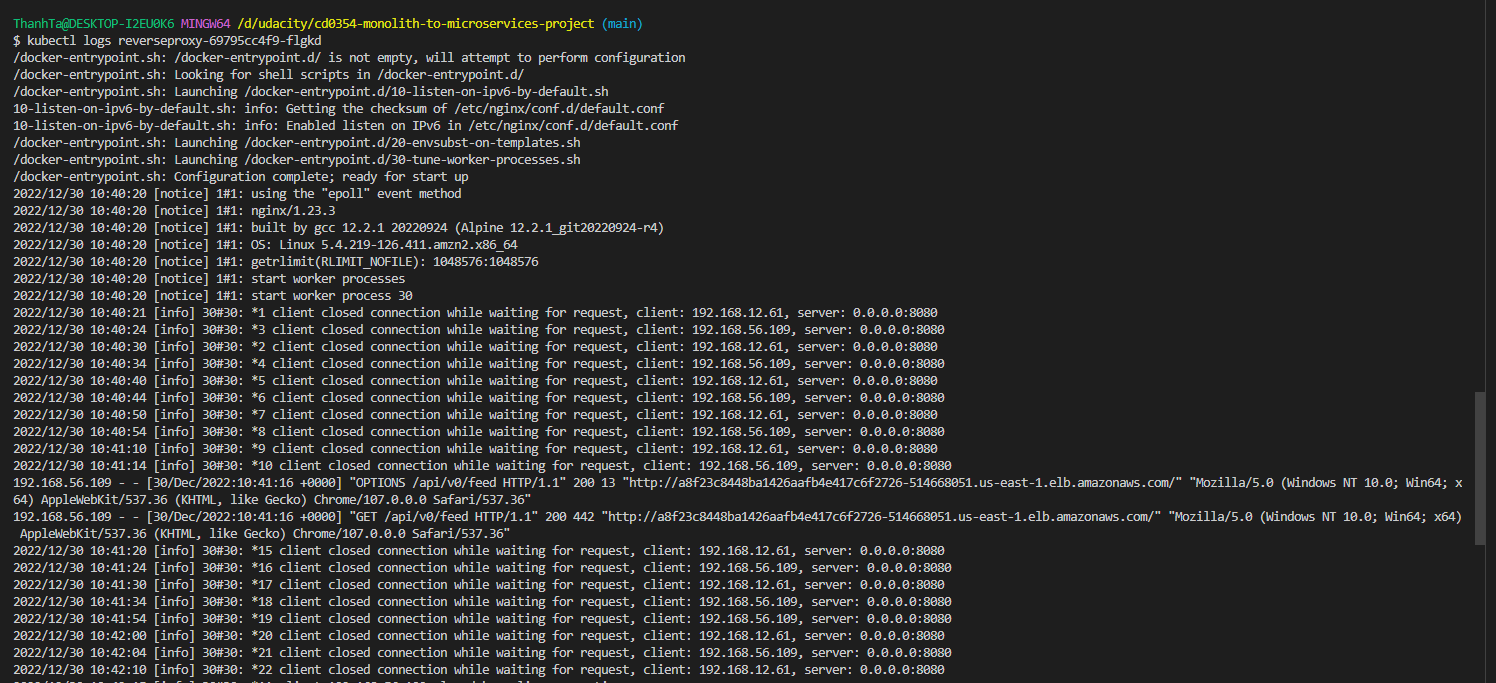 ThanhTa@DESKTOP-I2EU0K6 MINGW64 /d/udacity/cd0354-monolith-to-microservices-project (main)
$ kubectl logs reverseproxy-69795cc4f9-flgkd
/docker-entrypoint.sh: /docker-entrypoint.d/ is not empty, will attempt to perform configuration
/docker-entrypoint.sh: Looking for shell scripts in /docker-entrypoint.d/
/docker-entrypoint.sh: Launching /docker-entrypoint.d/10-listen-on-ipv6-by-default.sh
10-listen-on-ipv6-by-default.sh: info: Getting the checksum of /etc/nginx/conf.d/default.conf
10-listen-on-ipv6-by-default.sh: info: Enabled listen on IPv6 in /etc/nginx/conf.d/default.conf
/docker-entrypoint.sh: Launching /docker-entrypoint.d/20-envsubst-on-templates.sh
/docker-entrypoint.sh: Launching /docker-entrypoint.d/30-tune-worker-processes.sh
/docker-entrypoint.sh: Configuration complete; ready for start up
2022/12/30 10:40:20 [notice] 1#1: using the "epoll" event method
2022/12/30 10:40:20 [notice] 1#1: nginx/1.23.3
2022/12/30 10:40:20 [notice] 1#1: built by gcc 12.2.1 20220924 (Alpine 12.2.1_git20220924-r4)
2022/12/30 10:40:20 [notice] 1#1: OS: Linux 5.4.219-126.411.amzn2.x86_64
2022/12/30 10:40:20 [notice] 1#1: getrlimit(RLIMIT_NOFILE): 1048576:1048576
2022/12/30 10:40:20 [notice] 1#1: start worker processes
2022/12/30 10:40:20 [notice] 1#1: start worker process 30
2022/12/30 10:40:21 [info] 30#30: *1 client closed connection while waiting for request, client: 192.168.12.61, server: 0.0.0.0:8080
2022/12/30 10:40:24 [info] 30#30: *3 client closed connection while waiting for request, client: 192.168.56.109, server: 0.0.0.0:8080
2022/12/30 10:40:30 [info] 30#30: *2 client closed connection while waiting for request, client: 192.168.12.61, server: 0.0.0.0:8080
2022/12/30 10:40:34 [info] 30#30: *4 client closed connection while waiting for request, client: 192.168.56.109, server: 0.0.0.0:8080
2022/12/30 10:40:40 [info] 30#30: *5 client closed connection while waiting for request, client: 192.168.12.61, server: 0.0.0.0:8080
2022/12/30 10:40:44 [info] 30#30: *6 client closed connection while waiting for request, client: 192.168.56.109, server: 0.0.0.0:8080
2022/12/30 10:40:50 [info] 30#30: *7 client closed connection while waiting for request, client: 192.168.12.61, server: 0.0.0.0:8080
2022/12/30 10:40:54 [info] 30#30: *8 client closed connection while waiting for request, client: 192.168.56.109, server: 0.0.0.0:8080
2022/12/30 10:41:10 [info] 30#30: *9 client closed connection while waiting for request, client: 192.168.12.61, server: 0.0.0.0:8080
2022/12/30 10:41:14 [info] 30#30: *10 client closed connection while waiting for request, client: 192.168.56.109, server: 0.0.0.0:8080
192.168.56.109 - - [30/Dec/2022:10:41:16 +0000] "OPTIONS /api/v0/feed HTTP/1.1" 200 13 "http://a8f23c8448ba1426aafb4e417c6f2726-514668051.us-east-1.elb.amazonaws.com/" "Mozilla/5.0 (Windows NT 10.0; Win64; x
64) AppleWebKit/537.36 (KHTML, like Gecko) Chrome/107.0.0.0 Safari/537.36"
192.168.56.109 - - [30/Dec/2022:10:41:16 +0000] "GET /api/v0/feed HTTP/1.1" 200 442 "http://a8f23c8448ba1426aafb4e417c6f2726-514668051.us-east-1.elb.amazonaws.com/" "Mozilla/5.0 (Windows NT 10.0; Win64; x64)
AppleWebKit/537.36 (KHTML, like Gecko) Chrome/107.0.0.0 Safari/537.36"
2022/12/30 10:41:20 [info] 30#30: *15 client closed connection while waiting for request, client: 192.168.12.61, server: 0.0.0.0:8080
2022/12/30 10:41:24 [info] 30#30: *16 client closed connection while waiting for request, client: 192.168.56.109, server: 0.0.0.0:8080
2022/12/30 10:41:30 [info] 30#30: *17 client closed connection while waiting for request, client: 192.168.12.61, server: 0.0.0.0:8080
2022/12/30 10:41:34 [info] 30#30: *18 client closed connection while waiting for request, client: 192.168.56.109, server: 0.0.0.0:8080
2022/12/30 10:41:54 [info] 30#30: *19 client closed connection while waiting for request, client: 192.168.56.109, server: 0.0.0.0:8080
2022/12/30 10:42:00 [info] 30#30: *20 client closed connection while waiting for request, client: 192.168.12.61, server: 0.0.0.0:8080
2022/12/30 10:42:04 [info] 30#30: *21 client closed connection while waiting for request, client: 192.168.56.109, server: 0.0.0.0:8080
2022/12/30 10:42:10 [info] 30#30: *22 client closed connection while waiting for request, client: 192.168.12.61, server: 0.0.0.0:8080